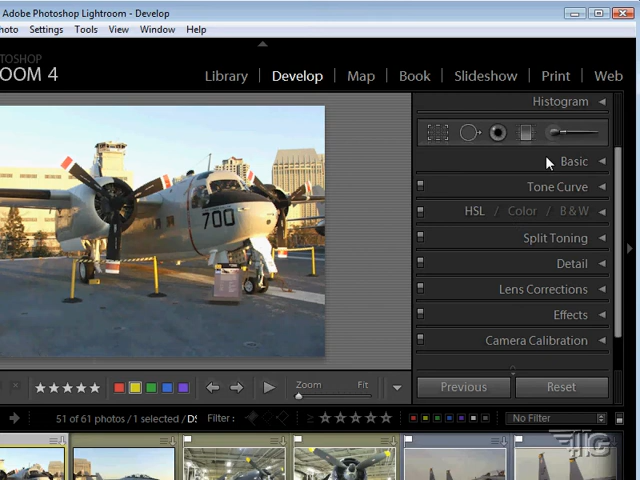 Adobe Photoshop Lightroom - Develop
hoto Settings Tools View Window Help
TOSHOP
OOM 4
Library | Develop | Map | Book | Slideshow | Print | Web
Histogram
Basic
Tone Curve
HSL / Color / B & W
Split Toning
Detail
Lens Corrections
Effects
Camera Calibration
700
Zoom Fit
Previous Reset
51 of 61 photos / 1 selected / DS
Filter :
No Filter